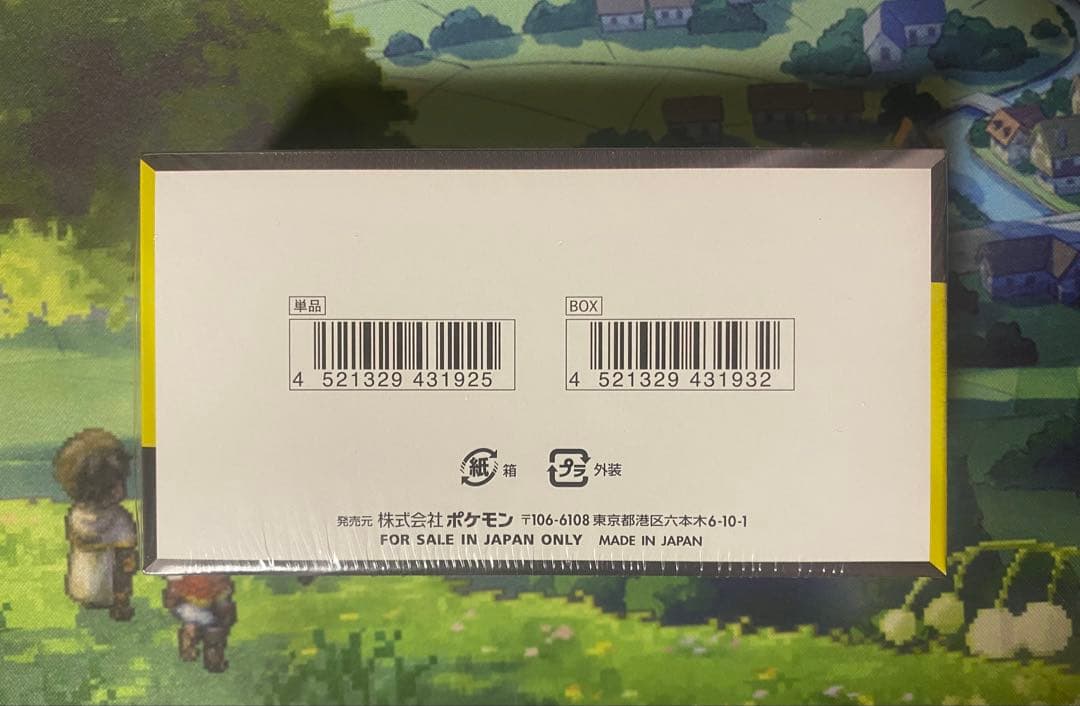 単品
BOX
4 521329 431925
4 521329 431932
紙 箱
プラ 外装
発売元 株式会社 ポケモン 〒106-6108 東京都港区六本木6-10-1
FOR SALE IN JAPAN ONLY MADE IN JAPAN